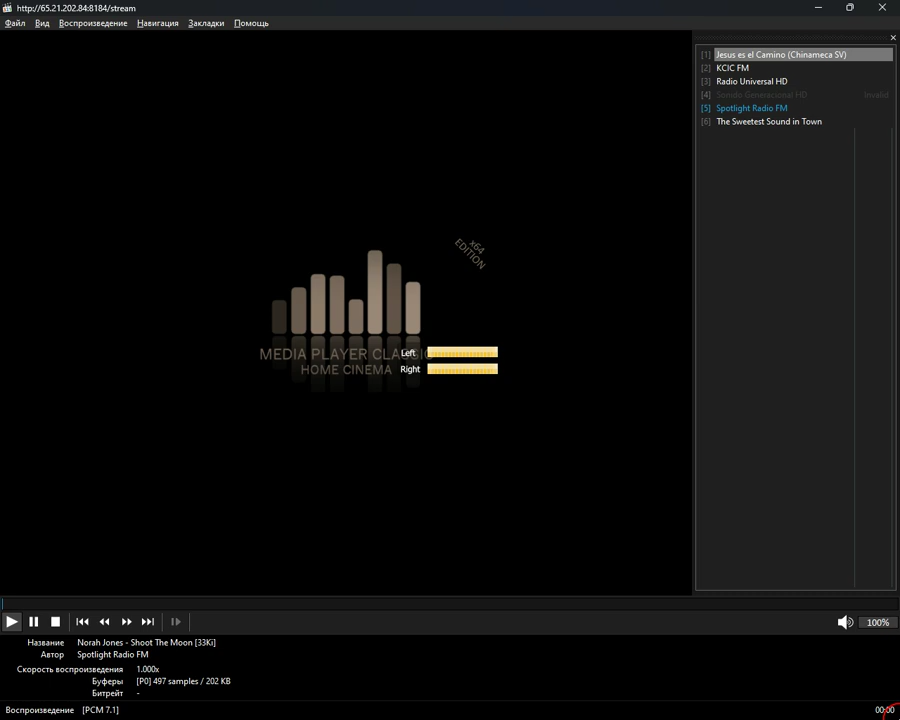 http://65.21.202.84:8184/stream
Файл Вид Воспроизведение Навигация Закладки Помощь
[1] Jesus es el Camino (Chinameca SV)
[2] KCIC FM
[3] Radio Universal HD
[4] Sonido Generacional HD Invalid
[5] Spotlight Radio FM
[6] The Sweetest Sound in Town
x64
EDITION
MEDIA PLAYER CLASSIC
HOME CINEMA
Left
Right
100%
Название Norah Jones - Shoot The Moon [33Ki]
Автор Spotlight Radio FM
Скорость воспроизведения 1.000x
Буферы [P0] 497 samples / 202 KB
Битрейт -
Воспроизведение [PCM 7.1] 00:00